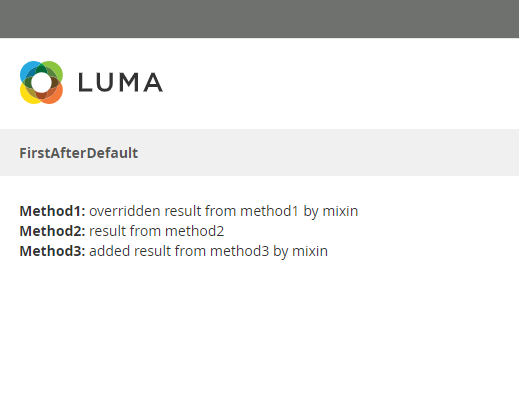 LUMA
FirstAfterDefault
Method1: overridden result from method1 by mixin
Method2: result from method2
Method3: added result from method3 by mixin